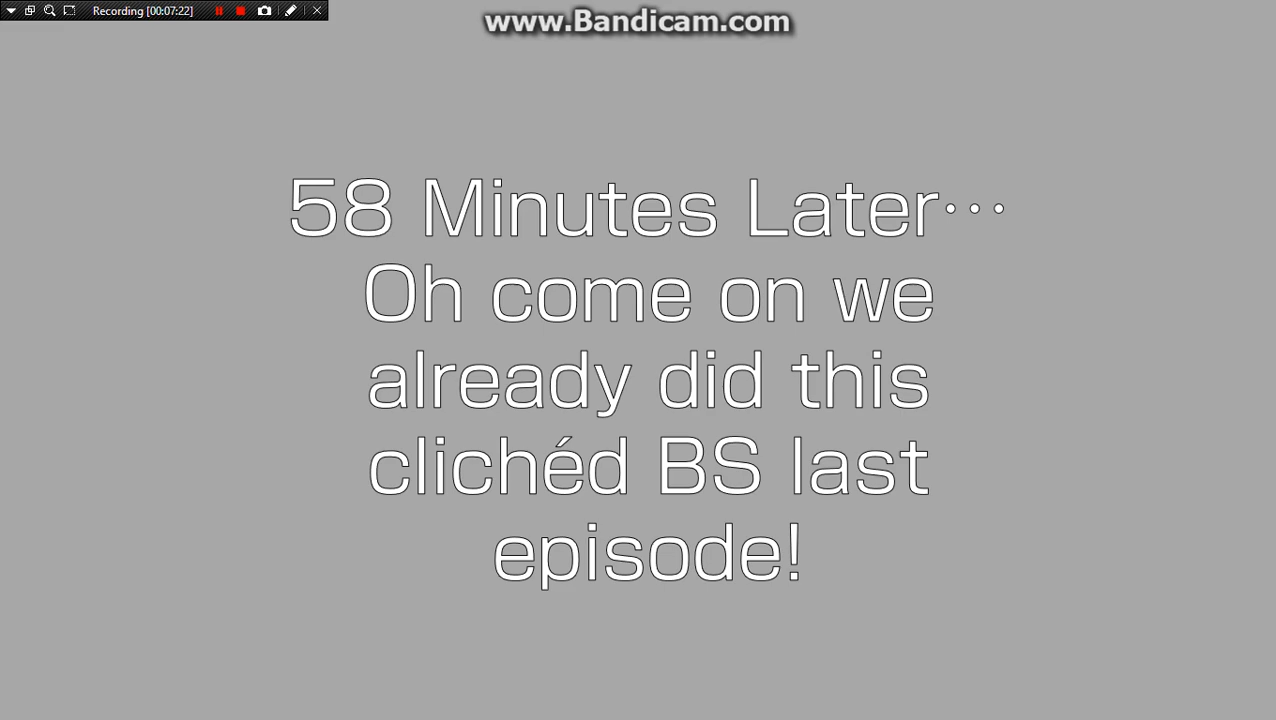 Recording [00:07:22]
www.Bandicam.com
58 Minutes Later…
Oh come on we
already did this
clichéd BS last
episode!